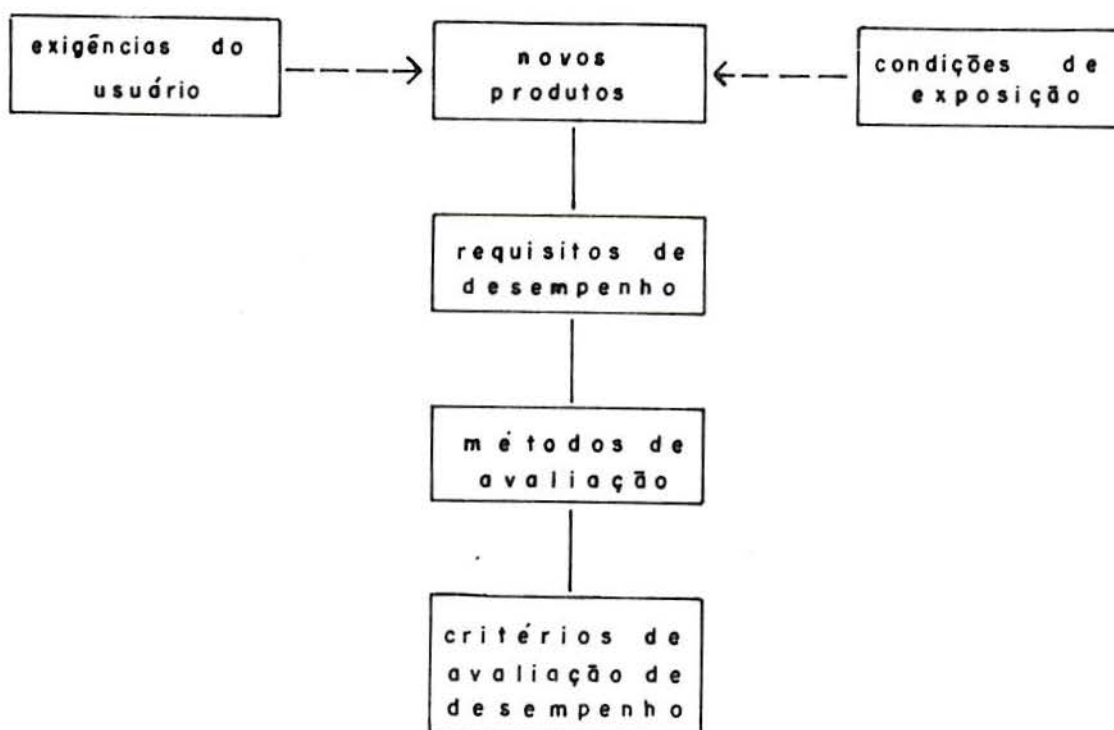 exigências do
usuário
novos
produtos
condições de
exposição
requisitos de
desempenho
métodos de
avaliação
critérios de
avaliação de
desempenho